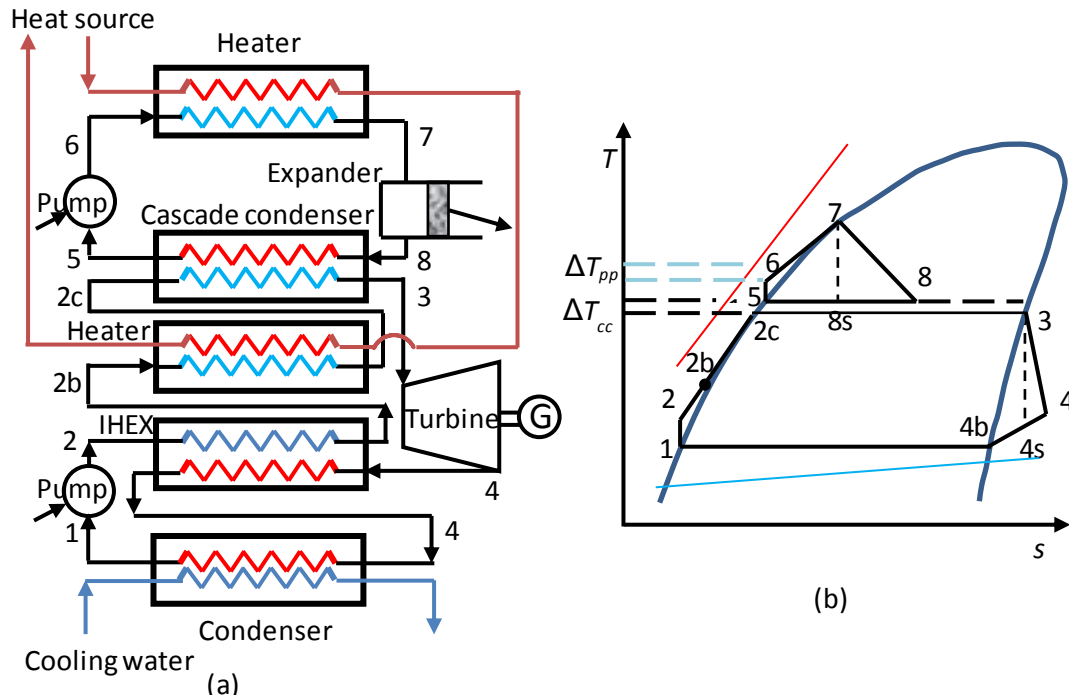 Heat source
Heater
6
7
Pump
Expander
Cascade condenser
5
8
2c
3
Heater
2b
IHEX
Turbine
G
2
Pump
4
1
4
Condenser
Cooling water
(a)
T
7
ΔTpp
6
5
8
ΔTcc
8s
3
2c
2b
2
4
1
4b
4s
s
(b)